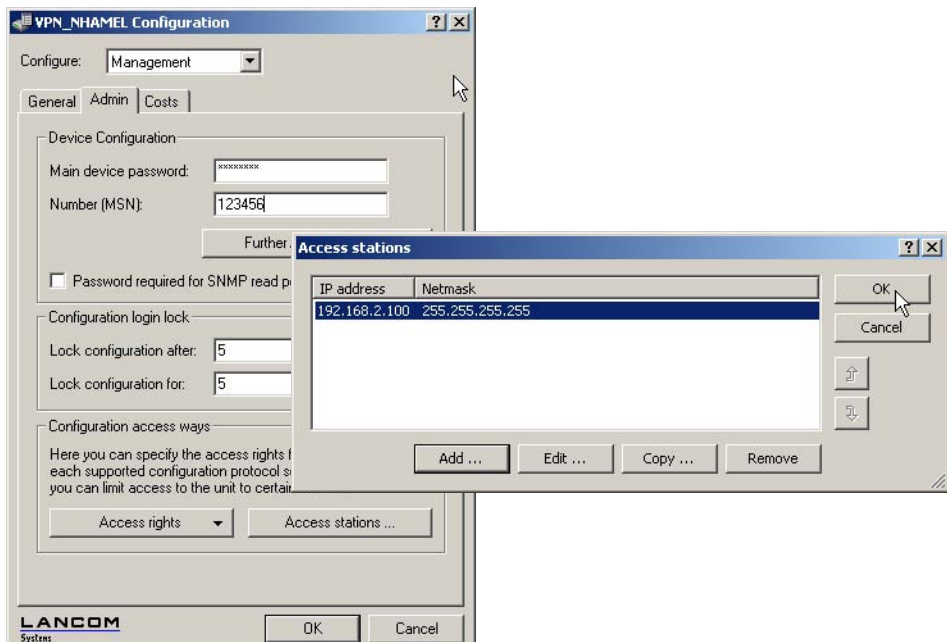 VPN_NHAMEL Configuration
Configure: Management
General Admin Costs
Device Configuration
Main device password: ********
Number (MSN): 123456
Further
Password required for SNMP read
Configuration login lock
Lock configuration after: 5
Lock configuration for: 5
Configuration access ways
Here you can specify the access rights
each supported configuration protocol
you can limit access to the unit to
Access rights Access stations ...
LANCOM
Systems
OK Cancel
Access stations
IP address Netmask
192.168.2.100 255.255.255.255
OK
Cancel
Add ... Edit ... Copy ... Remove